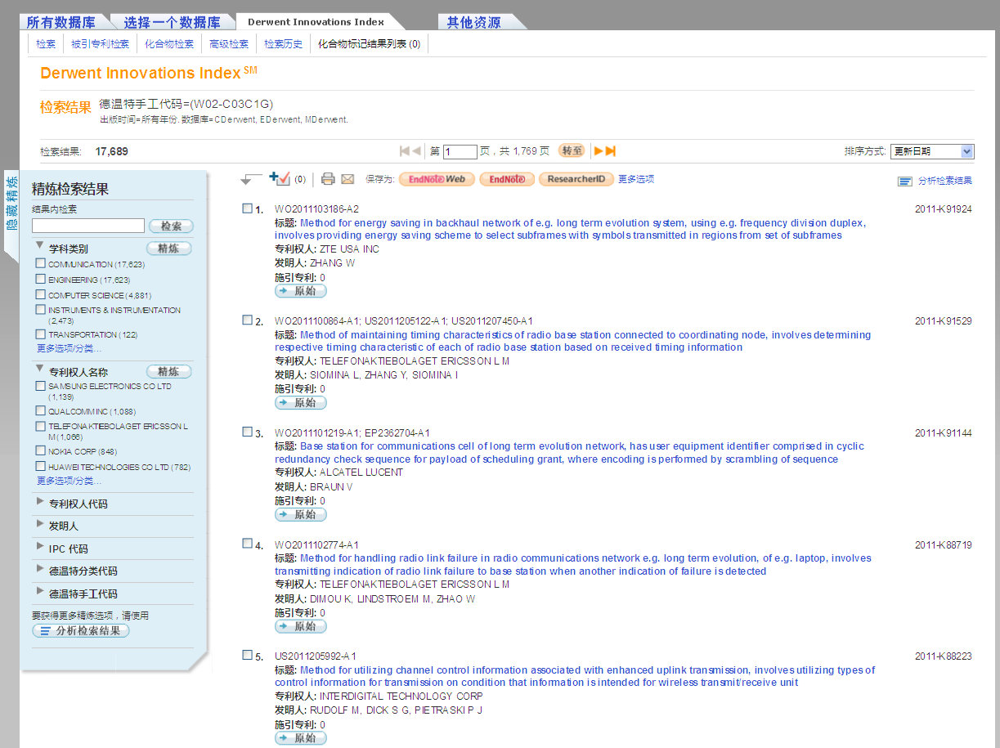 所有数据库 选择一个数据库 Derwent Innovations Index 其他资源
检索 被引专利检索 化合物检索 高级检索 检索历史 化合物标记结果列表 (0)
Derwent Innovations Index SM
检索结果 德温特手工代码=(W02-C03C1G)
出版时间=所有年份. 数据库=CDerwent, EDerwent, MDerwent.
检索结果: 17,689 第 1 页，共 1,769 页 转至 排序方式: 更新日期
隐藏精炼
精炼检索结果
结果内检索
检索
学科类别 精炼
COMMUNICATION (17,623)
ENGINEERING (17,623)
COMPUTER SCIENCE (4,881)
INSTRUMENTS & INSTRUMENTATION
(2,473)
TRANSPORTATION (122)
更多选项/分类...
专利权人名称 精炼
SAMSUNG ELECTRONICS CO LTD
(1,139)
QUALCOMM INC (1,088)
TELEFONAKTIEBOLAGET ERICSSON L
M (1,066)
NOKIA CORP (848)
HUAWEI TECHNOLOGIES CO LTD (782)
更多选项/分类...
专利权人代码
发明人
IPC 代码
德温特分类代码
德温特手工代码
要获得更多精炼选项，请使用
分析检索结果
(0) 保存为: EndNote Web EndNote ResearcherID 更多选项 分析检索结果
1. WO2011103186-A2 2011-K91924
标题: Method for energy saving in backhaul network of e.g. long term evolution system, using e.g. frequency division duplex,
involves providing energy saving scheme to select subframes with symbols transmitted in regions from set of subframes
专利权人: ZTE USA INC
发明人: ZHANG W
施引专利: 0
原始
2. WO2011100864-A1; US2011205122-A1; US2011207450-A1 2011-K91529
标题: Method of maintaining timing characteristics of radio base station connected to coordinating node, involves determining
respective timing characteristic of each of radio base station based on received timing information
专利权人: TELEFONAKTIEBOLAGET ERICSSON L M
发明人: SIOMINA L, ZHANG Y, SIOMINA I
施引专利: 0
原始
3. WO2011101219-A1; EP2362704-A1 2011-K91144
标题: Base station for communications cell of long term evolution network, has user equipment identifier comprised in cyclic
redundancy check sequence for payload of scheduling grant, where encoding is performed by scrambling of sequence
专利权人: ALCATEL LUCENT
发明人: BRAUN V
施引专利: 0
原始
4. WO2011102774-A1 2011-K88719
标题: Method for handling radio link failure in radio communications network e.g. long term evolution, of e.g. laptop, involves
transmitting indication of radio link failure to base station when another indication of failure is detected
专利权人: TELEFONAKTIEBOLAGET ERICSSON L M
发明人: DIMOU K, LINDSTROEM M, ZHAO W
施引专利: 0
原始
5. US2011205992-A1 2011-K88223
标题: Method for utilizing channel control information associated with enhanced uplink transmission, involves utilizing types of
control information for transmission on condition that information is intended for wireless transmit/receive unit
专利权人: INTERDIGITAL TECHNOLOGY CORP
发明人: RUDOLF M, DICK S G, PIETRASKI P J
施引专利: 0
原始